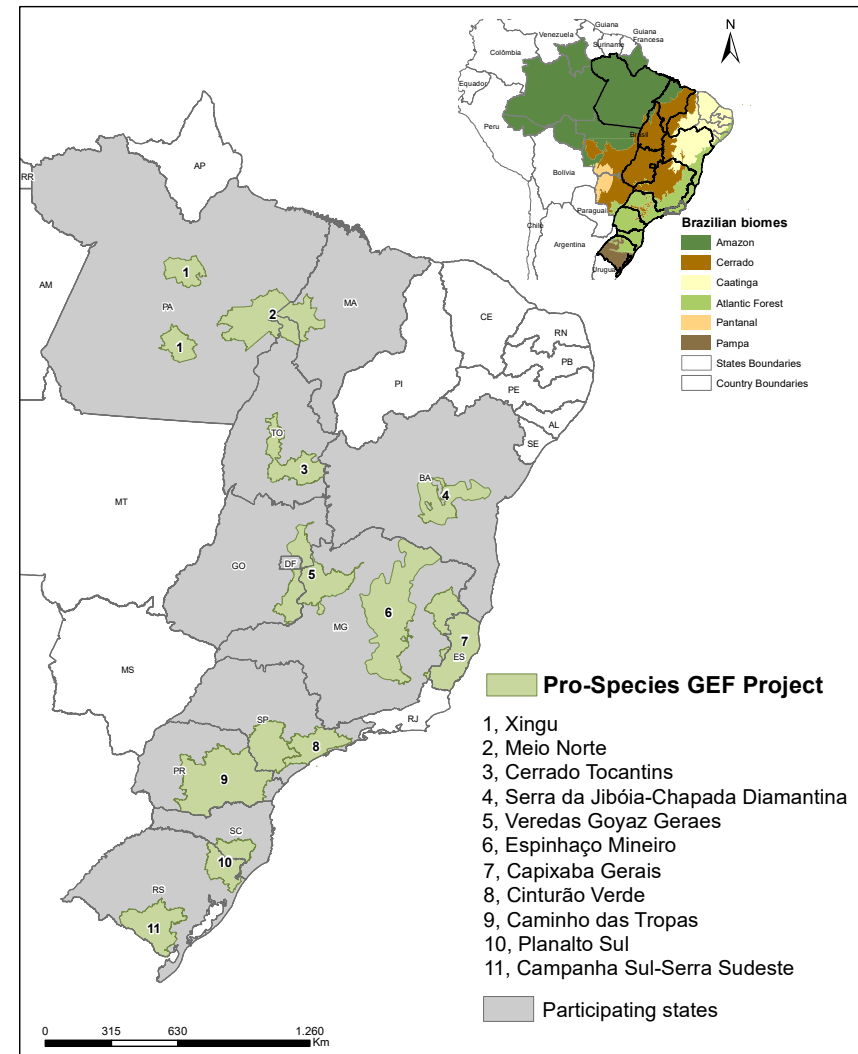 N
Guiana
Guiana
Francesa
Venezuela
Suriname
Colômbia
Equador
Peru
Brasil
Bolívia
Paraguai
Chile
Argentina
Uruguai
Brazilian biomes
Amazon
Cerrado
Caatinga
Atlantic Forest
Pantanal
Pampa
States Boundaries
Country Boundaries
AP
RR
AM
PA
1
1
2
MA
CE
RN
PB
PE
AL
SE
PI
TO
3
BA
4
MT
GO
DF
5
MG
6
7
ES
MS
RJ
SP
8
PR
9
SC
10
RS
11
Pro-Species GEF Project
1, Xingu
2, Meio Norte
3, Cerrado Tocantins
4, Serra da Jibóia-Chapada Diamantina
5, Veredas Goyaz Geraes
6, Espinhaço Mineiro
7, Capixaba Gerais
8, Cinturão Verde
9, Caminho das Tropas
10, Planalto Sul
11, Campanha Sul-Serra Sudeste
Participating states
0 315 630 1.260
Km